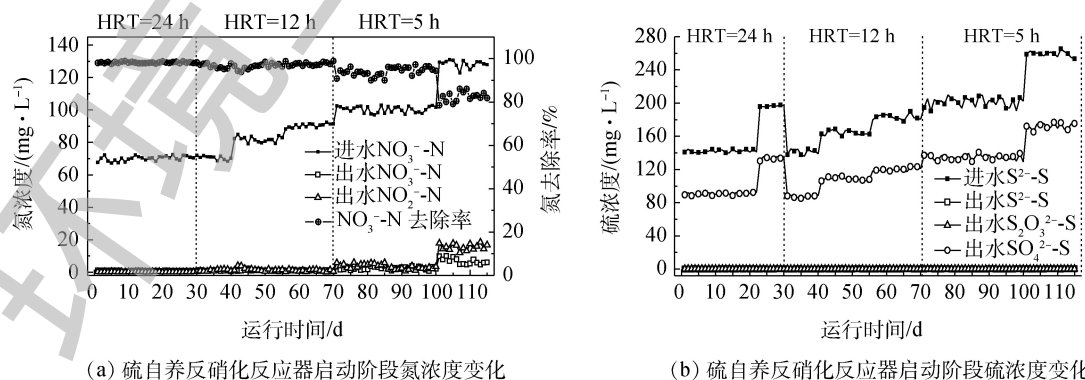 HRT=24 h HRT=12 h HRT=5 h
氮浓度/(mg·L⁻¹)
140
120
100
80
60
40
20
0
进水NO₃⁻-N
出水NO₃⁻-N
出水NO₂⁻-N
NO₃⁻-N 去除率
100
80
60
40
20
0
氮去除率/%
0 10 20 30 40 50 60 70 80 90 100 110
运行时间/d
(a) 硫自养反硝化反应器启动阶段氮浓度变化
HRT=24 h HRT=12 h HRT=5 h
硫浓度/(mg·L⁻¹)
280
240
200
160
120
80
40
0
进水S²⁻-S
出水S²⁻-S
出水S₂O₃²⁻-S
出水SO₄²⁻-S
0 10 20 30 40 50 60 70 80 90 100 110
运行时间/d
(b) 硫自养反硝化反应器启动阶段硫浓度变化
环境